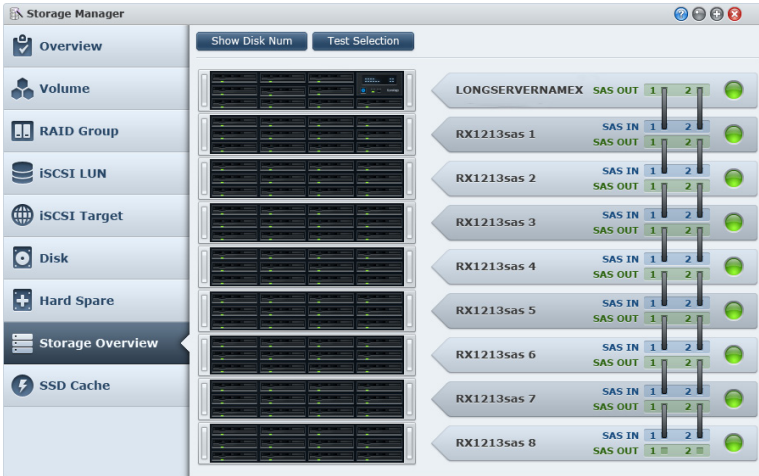 Storage Manager
Show Disk Num Test Selection
Overview
Volume
RAID Group
iSCSI LUN
iSCSI Target
Disk
Hard Spare
Storage Overview
SSD Cache
LONGSERVERNAMEX SAS OUT 1 2
RX1213sas 1 SAS IN 1 2
SAS OUT 1 2
RX1213sas 2 SAS IN 1 2
SAS OUT 1 2
RX1213sas 3 SAS IN 1 2
SAS OUT 1 2
RX1213sas 4 SAS IN 1 2
SAS OUT 1 2
RX1213sas 5 SAS IN 1 2
SAS OUT 1 2
RX1213sas 6 SAS IN 1 2
SAS OUT 1 2
RX1213sas 7 SAS IN 1 2
SAS OUT 1 2
RX1213sas 8 SAS IN 1 2
SAS OUT 1 2